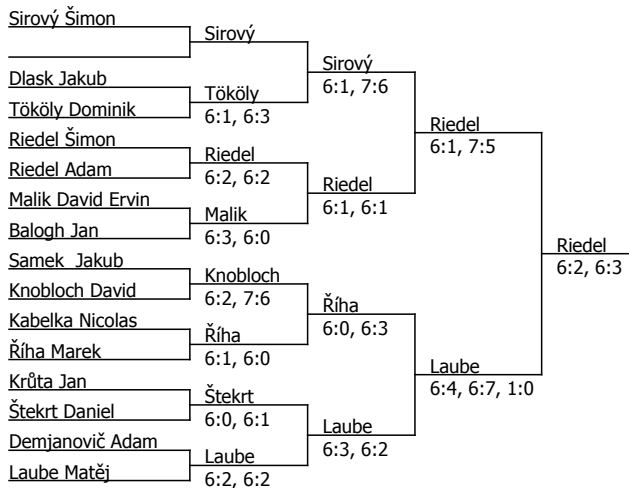 Sirový Šimon
Sirový
Sirový
6:1, 7:6
Dlask Jakub
Tököly
6:1, 6:3
Tököly Dominik
Riedel
6:1, 7:5
Riedel Šimon
Riedel
6:2, 6:2
Riedel Adam
Riedel
6:1, 6:1
Malik David Ervin
Malik
6:3, 6:0
Balogh Jan
Riedel
6:2, 6:3
Samek Jakub
Knobloch
6:2, 7:6
Knobloch David
Říha
6:0, 6:3
Kabelka Nicolas
Říha
6:1, 6:0
Říha Marek
Laube
6:4, 6:7, 1:0
Krůta Jan
Štekrt
6:0, 6:1
Štekrt Daniel
Laube
6:3, 6:2
Demjanovič Adam
Laube
6:2, 6:2
Laube Matěj